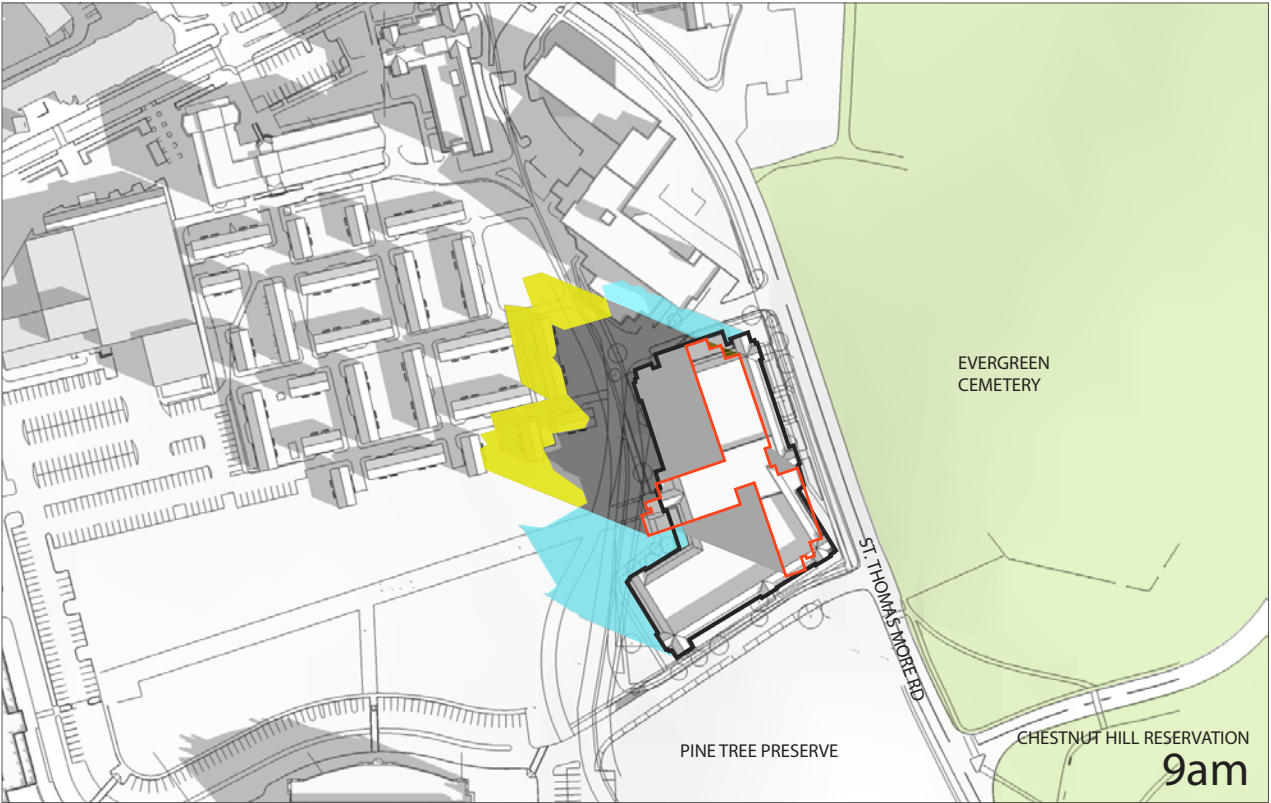 EVERGREEN
CEMETERY
ST. THOMAS MORE RD
PINE TREE PRESERVE
CHESTNUT HILL RESERVATION
9am